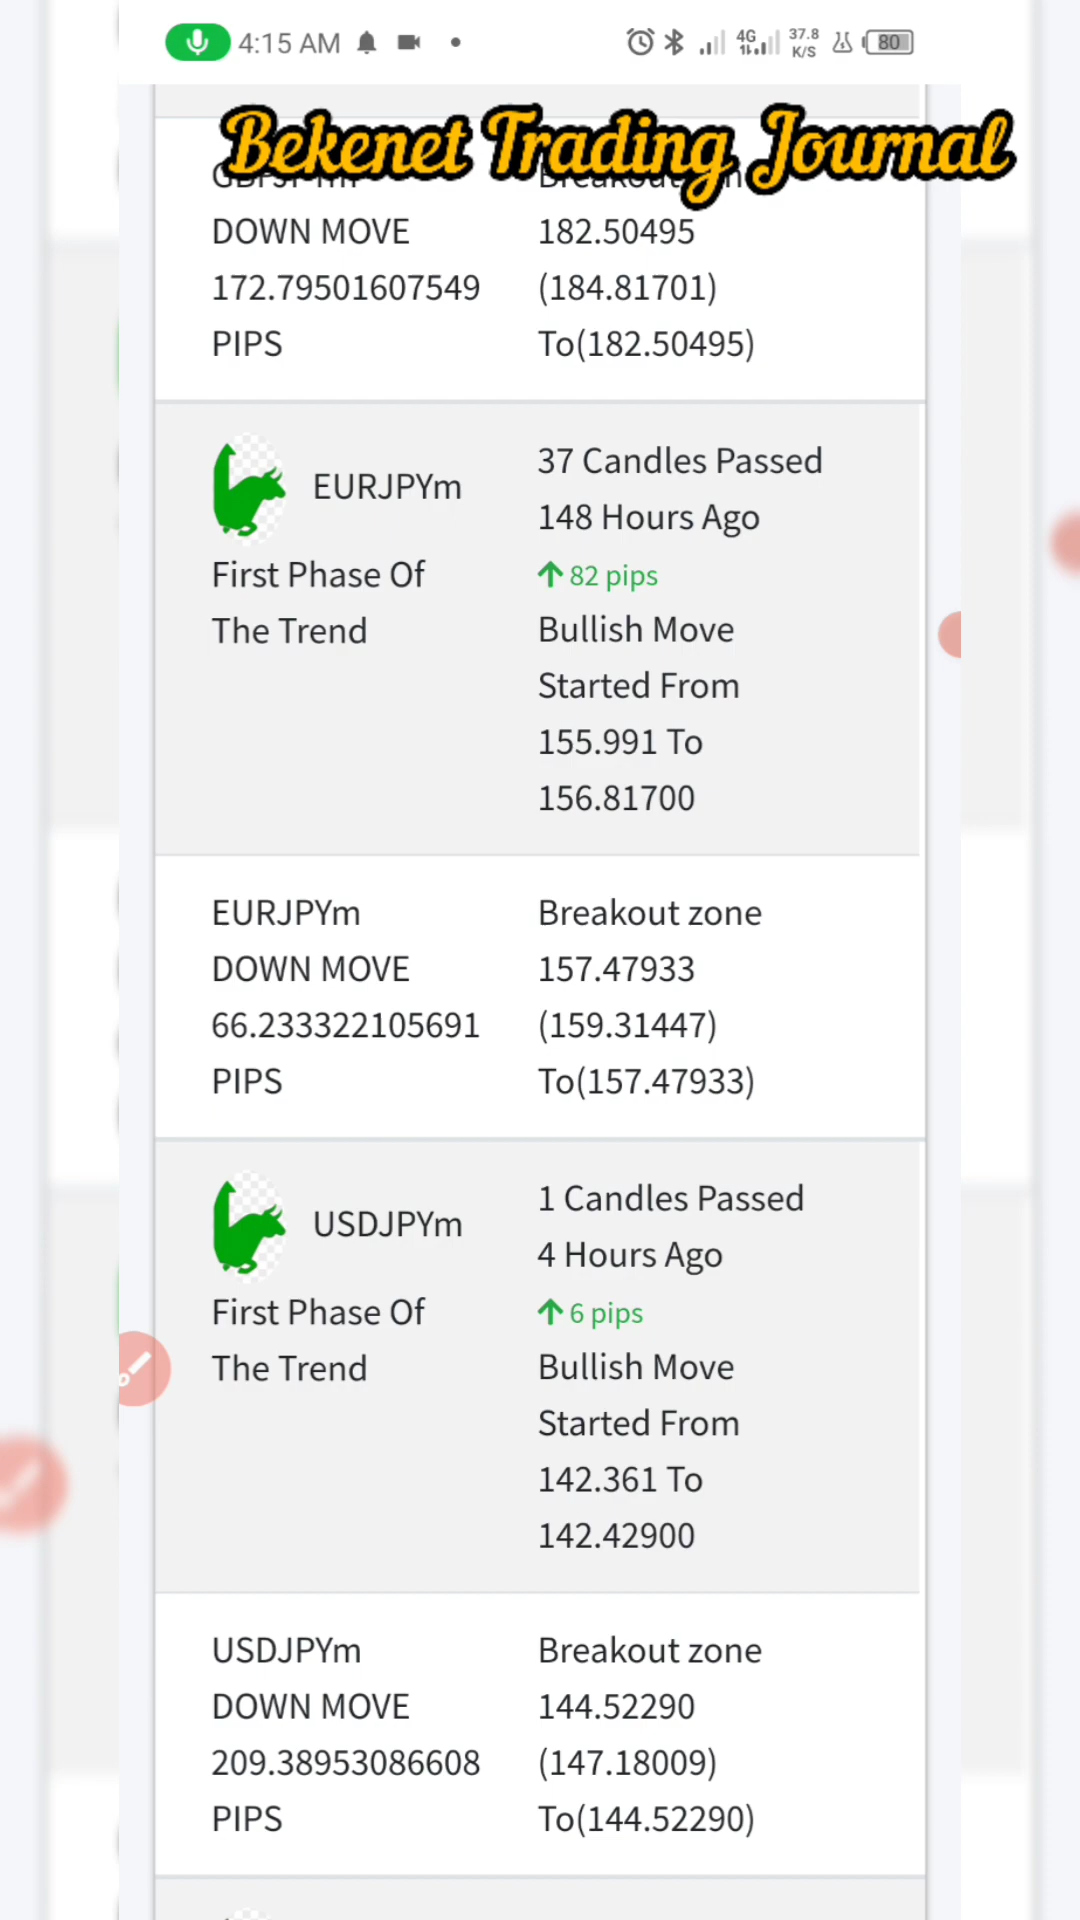 4:15 AM
4G
37.8
K/S
80
Bekenet Trading Journal
DOWN MOVE
172.79501607549
PIPS
182.50495
(184.81701)
To(182.50495)
EURJPYm
First Phase Of
The Trend
37 Candles Passed
148 Hours Ago
82 pips
Bullish Move
Started From
155.991 To
156.81700
EURJPYm
DOWN MOVE
66.233322105691
PIPS
Breakout zone
157.47933
(159.31447)
To(157.47933)
USDJPYm
First Phase Of
The Trend
1 Candles Passed
4 Hours Ago
6 pips
Bullish Move
Started From
142.361 To
142.42900
USDJPYm
DOWN MOVE
209.38953086608
PIPS
Breakout zone
144.52290
(147.18009)
To(144.52290)